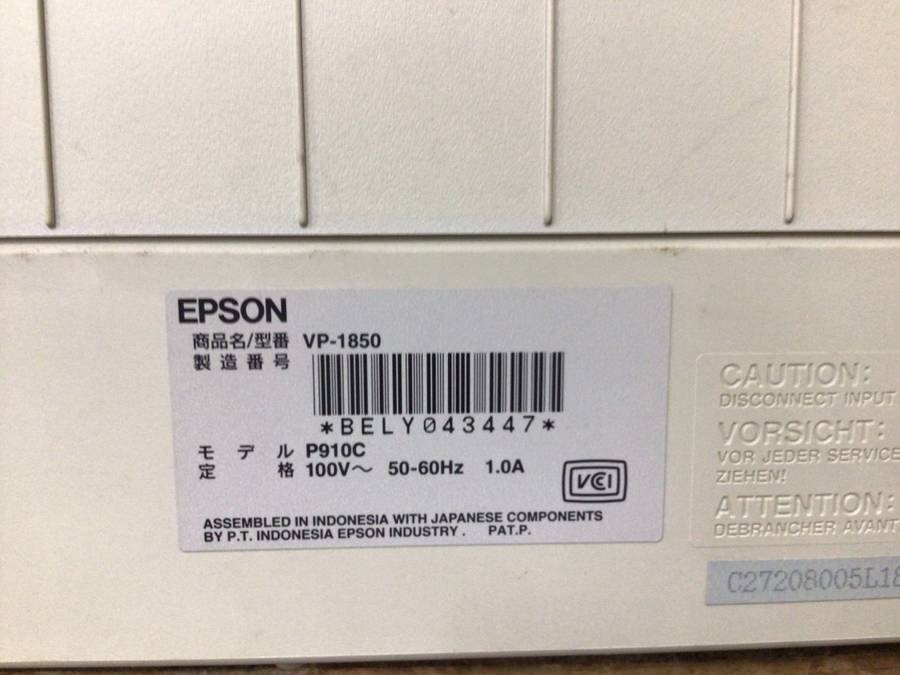 EPSON
商品名/型番 VP-1850
製造番号
*BELY043447*
モデル P910C
定格 100V～ 50-60Hz 1.0A
VCCI
ASSEMBLED IN INDONESIA WITH JAPANESE COMPONENTS
BY P.T. INDONESIA EPSON INDUSTRY. PAT.P.
CAUTION:
DISCONNECT INPUT
VORSICHT:
VOR JEDER SERVICE
ZIEHEN!
ATTENTION:
DEBRANCHER AVANT
C27208005L18